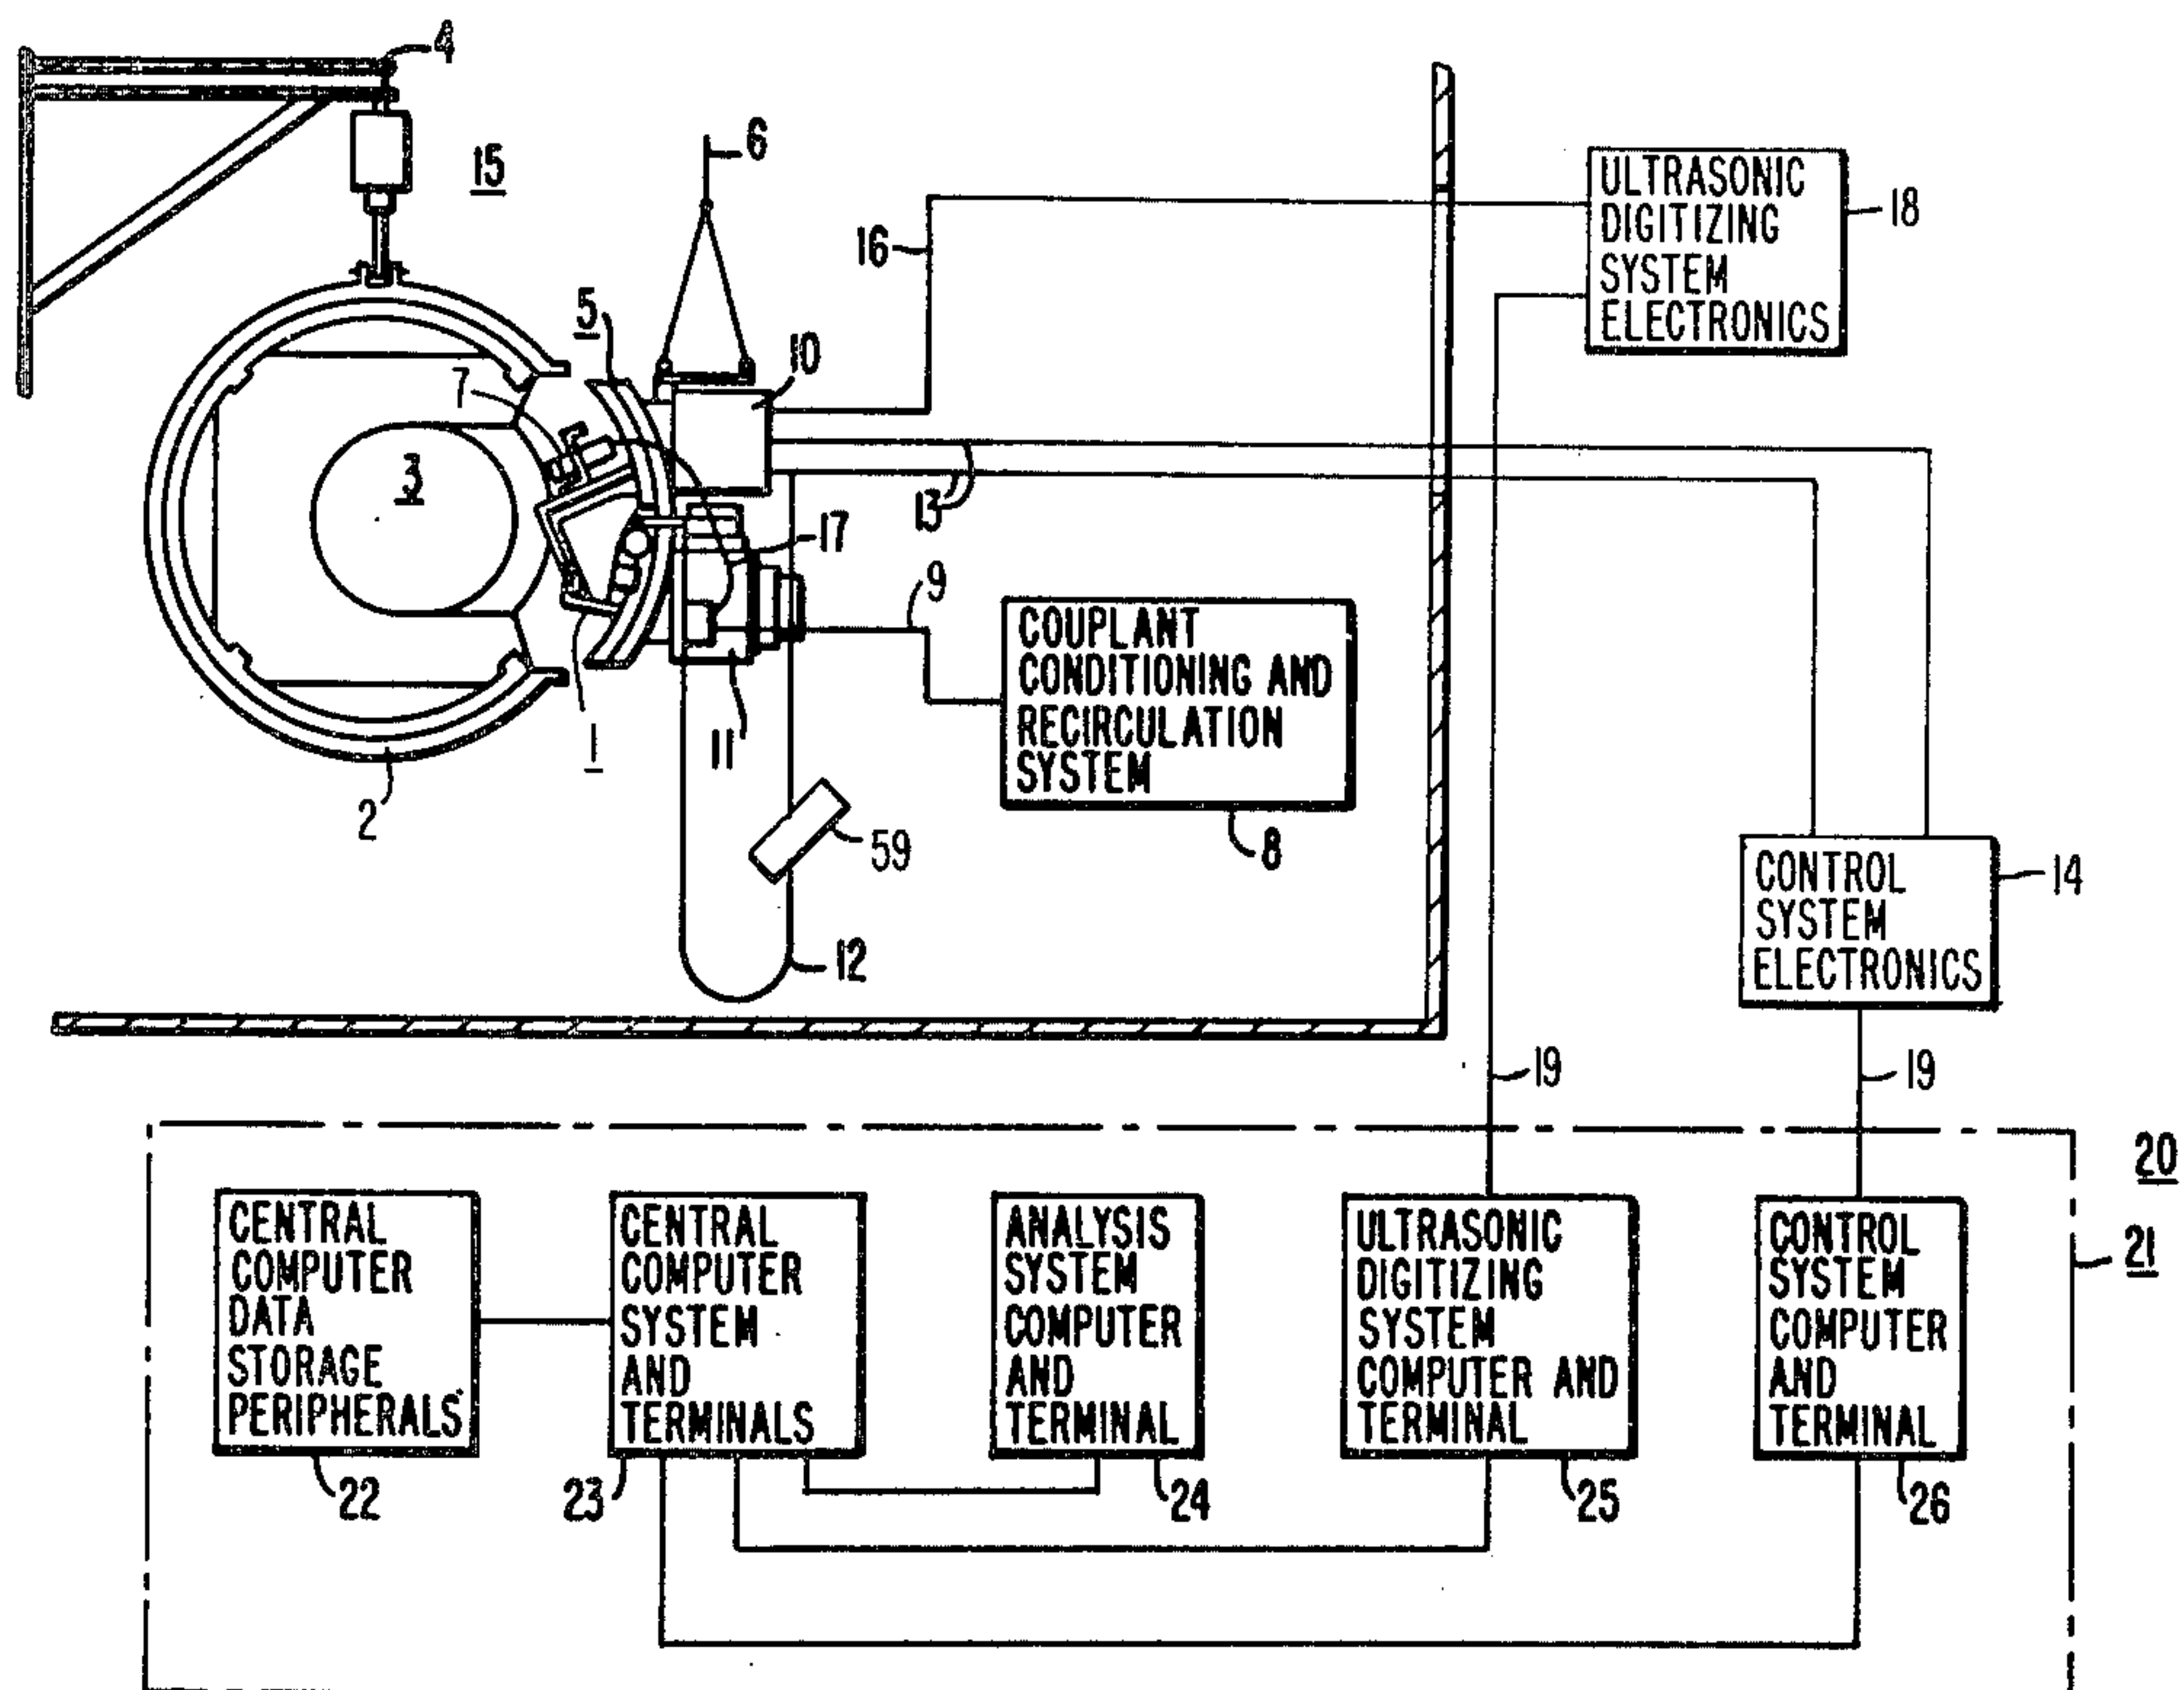 4
15
6
ULTRASONIC
DIGITIZING
SYSTEM
ELECTRONICS
18
16
5
10
7
3
13
17
9
COUPLANT
CONDITIONING AND
RECIRCULATION
SYSTEM
8
1
11
2
59
12
CONTROL
SYSTEM
ELECTRONICS
14
19
19
20
21
CENTRAL
COMPUTER
DATA
STORAGE
PERIPHERALS
22
CENTRAL
COMPUTER
SYSTEM
AND
TERMINALS
23
ANALYSIS
SYSTEM
COMPUTER
AND
TERMINAL
24
ULTRASONIC
DIGITIZING
SYSTEM
COMPUTER AND
TERMINAL
25
CONTROL
SYSTEM
COMPUTER
AND
TERMINAL
26